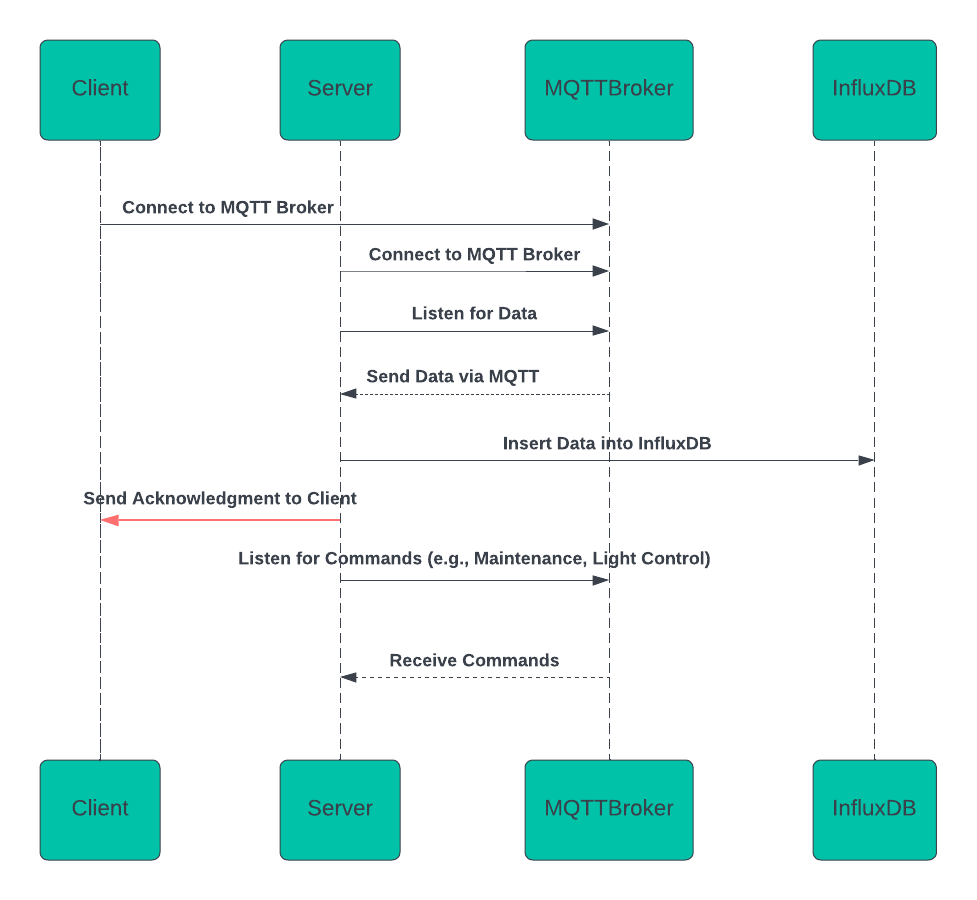 Client
Server
MQTTBroker
InfluxDB
Connect to MQTT Broker
Connect to MQTT Broker
Listen for Data
Send Data via MQTT
Insert Data into InfluxDB
Send Acknowledgment to Client
Listen for Commands (e.g., Maintenance, Light Control)
Receive Commands
Client
Server
MQTTBroker
InfluxDB